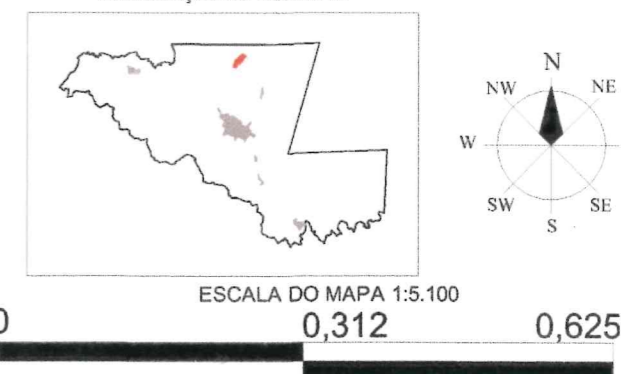 N
NW NE
W
SW SE
S
ESCALA DO MAPA 1:5.100
0 0,312 0,625